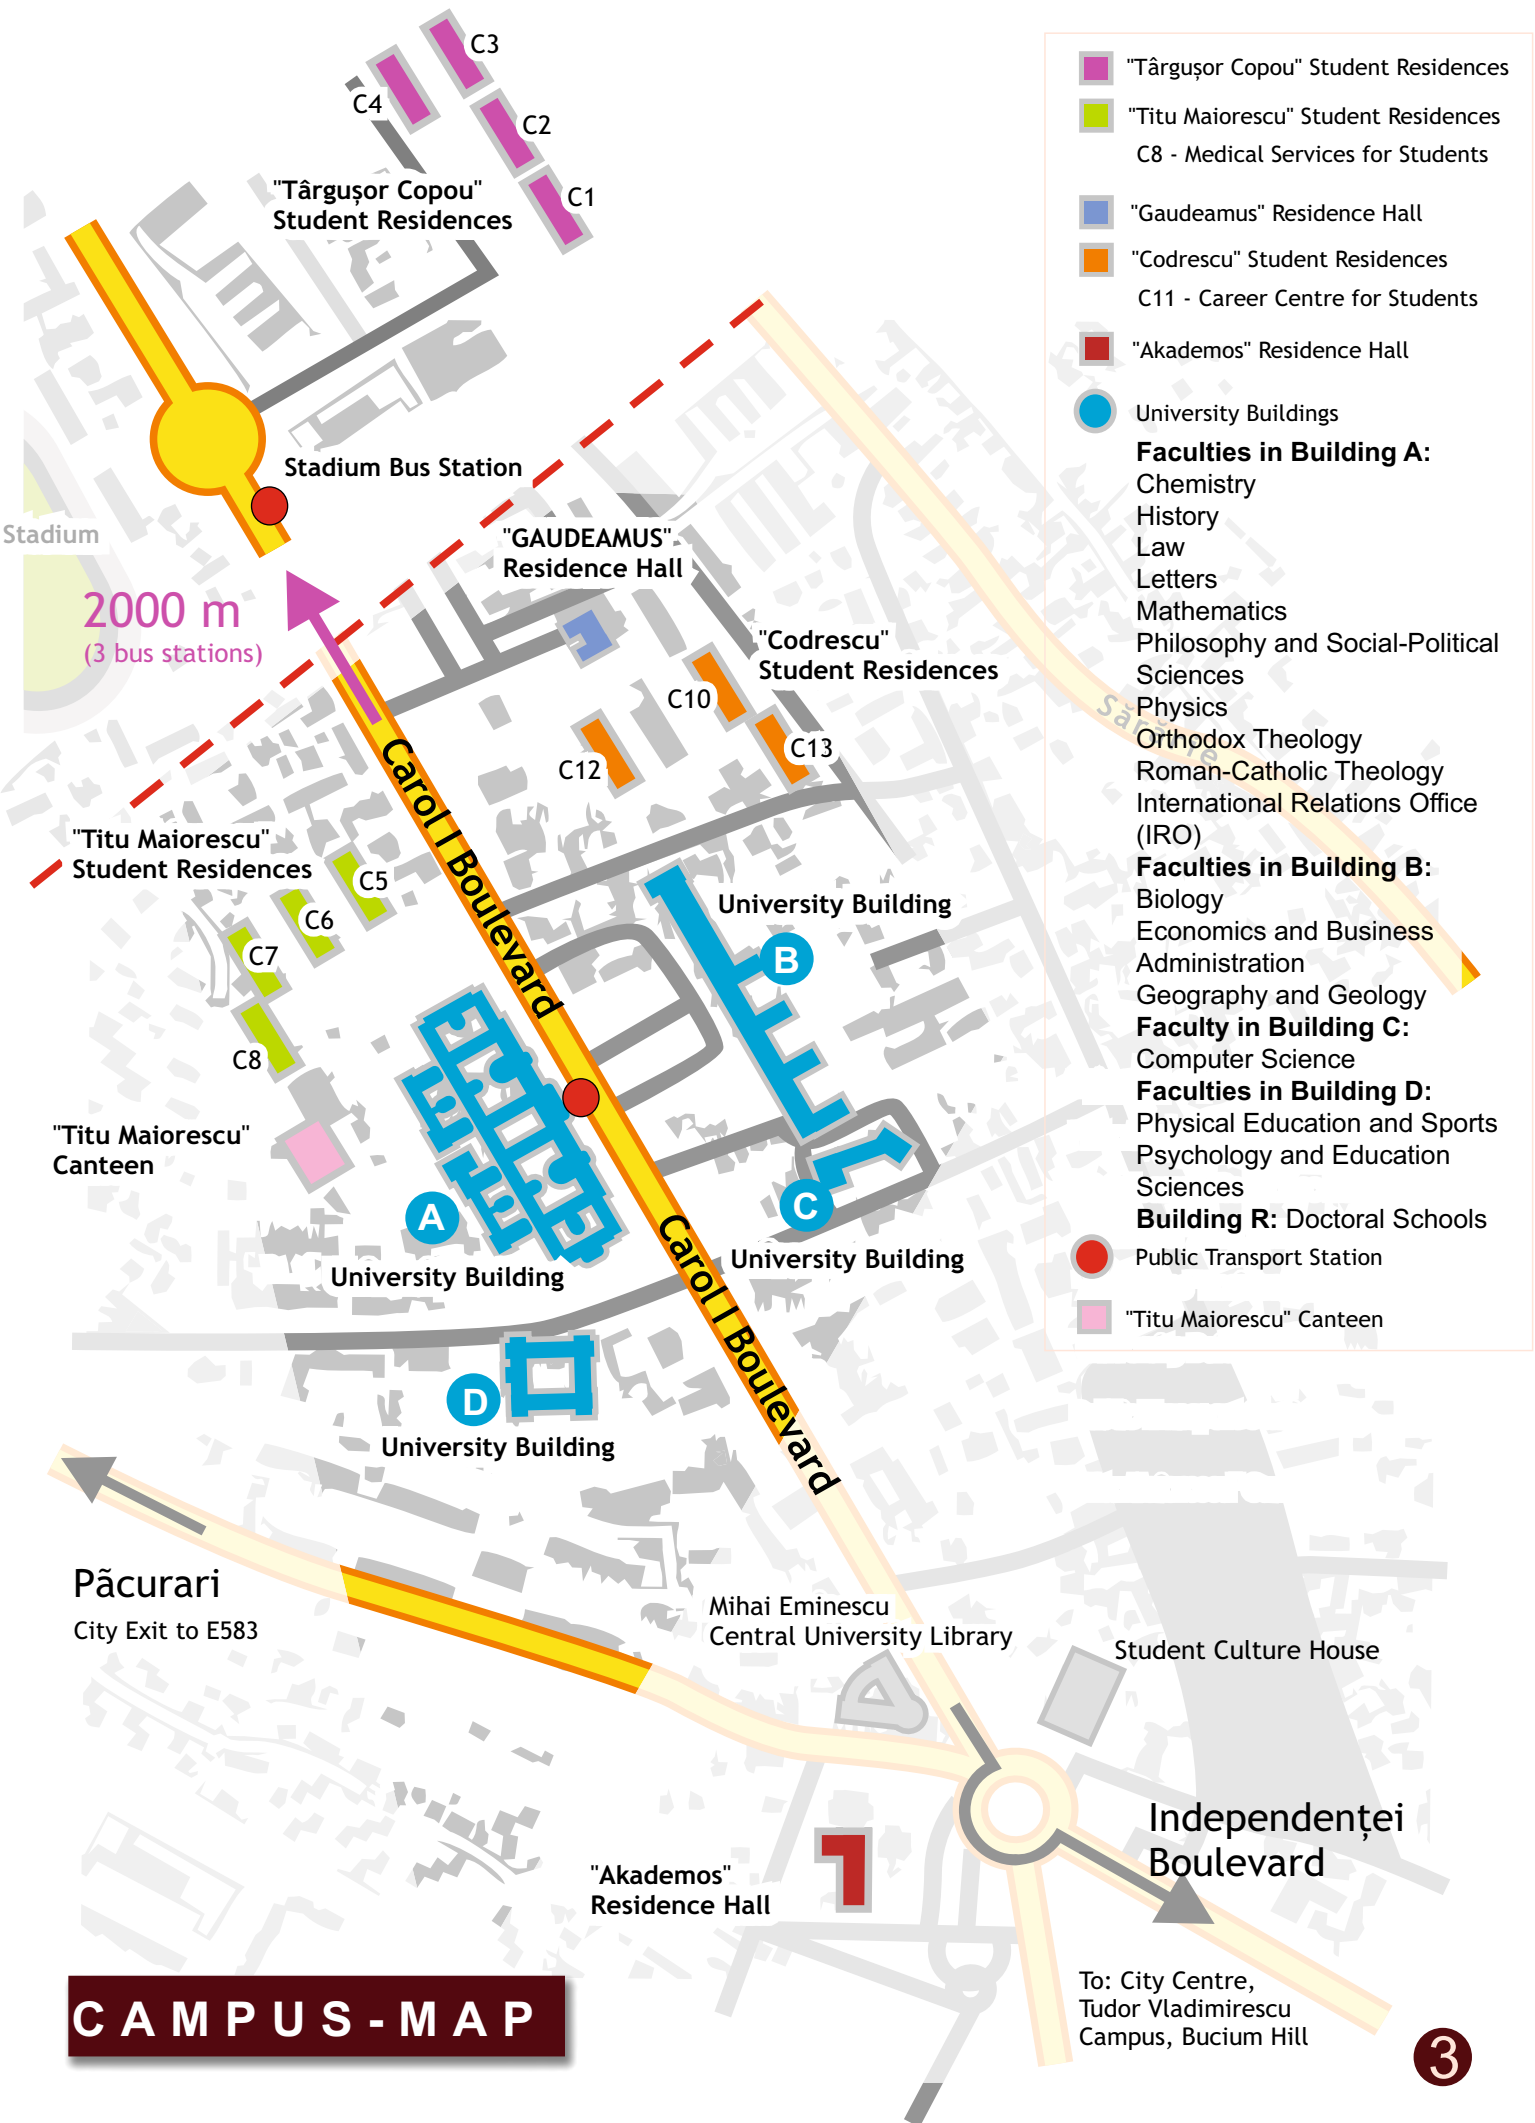 C3
C4
C2
C1
"Târgușor Copou"
Student Residences
Stadium Bus Station
Stadium
2000 m
(3 bus stations)
"GAUDEAMUS"
Residence Hall
"Codrescu"
Student Residences
C10
C13
C12
Carol I Boulevard
"Titu Maiorescu"
Student Residences
C5
C6
C7
C8
University Building
B
"Titu Maiorescu"
Canteen
A
University Building
C
University Building
Carol I Boulevard
D
University Building
Păcurari
City Exit to E583
Mihai Eminescu
Central University Library
Student Culture House
Independenței
Boulevard
"Akademos"
Residence Hall
To: City Centre,
Tudor Vladimirescu
Campus, Bucium Hill
CAMPUS-MAP
3
"Târgușor Copou" Student Residences
"Titu Maiorescu" Student Residences
C8 - Medical Services for Students
"Gaudeamus" Residence Hall
"Codrescu" Student Residences
C11 - Career Centre for Students
"Akademos" Residence Hall
University Buildings
Faculties in Building A:
Chemistry
History
Law
Letters
Mathematics
Philosophy and Social-Political
Sciences
Physics
Orthodox Theology
Roman-Catholic Theology
International Relations Office
(IRO)
Faculties in Building B:
Biology
Economics and Business
Administration
Geography and Geology
Faculty in Building C:
Computer Science
Faculties in Building D:
Physical Education and Sports
Psychology and Education
Sciences
Building R: Doctoral Schools
Public Transport Station
"Titu Maiorescu" Canteen